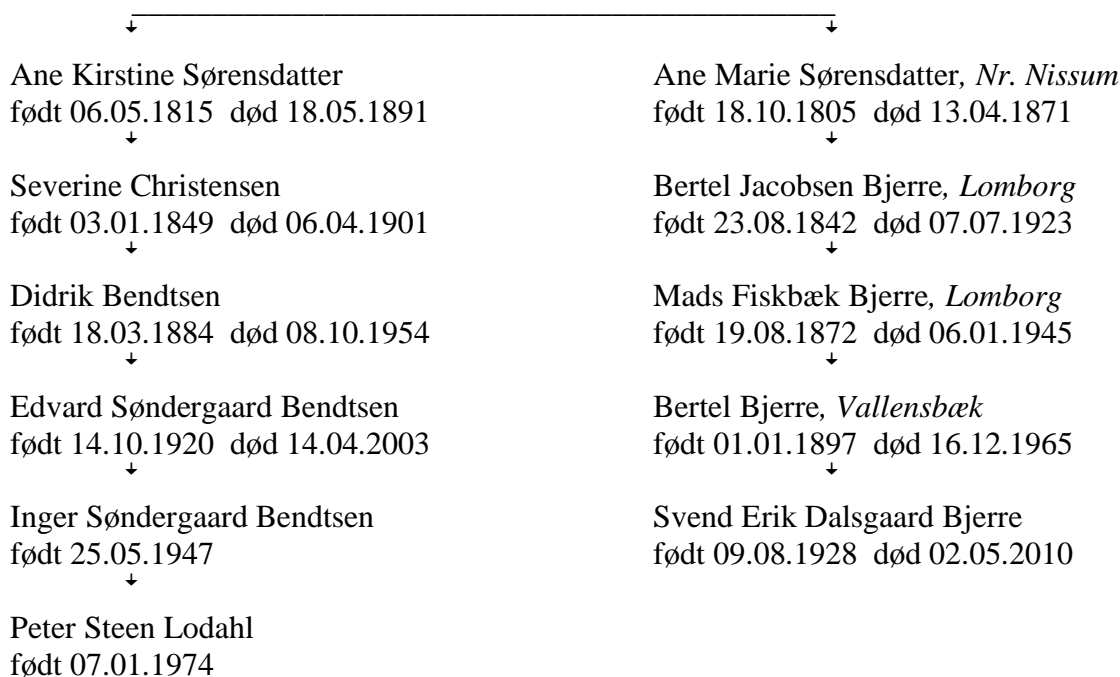 Ane Kirstine Sørensdatter
født 06.05.1815 død 18.05.1891
Severine Christensen
født 03.01.1849 død 06.04.1901
Didrik Bendtsen
født 18.03.1884 død 08.10.1954
Edvard Søndergaard Bendtsen
født 14.10.1920 død 14.04.2003
Inger Søndergaard Bendtsen
født 25.05.1947
Peter Steen Lodahl
født 07.01.1974
Ane Marie Sørensdatter, Nr. Nissum
født 18.10.1805 død 13.04.1871
Bertel Jacobsen Bjerre, Lomborg
født 23.08.1842 død 07.07.1923
Mads Fiskbæk Bjerre, Lomborg
født 19.08.1872 død 06.01.1945
Bertel Bjerre, Vallensbæk
født 01.01.1897 død 16.12.1965
Svend Erik Dalsgaard Bjerre
født 09.08.1928 død 02.05.2010